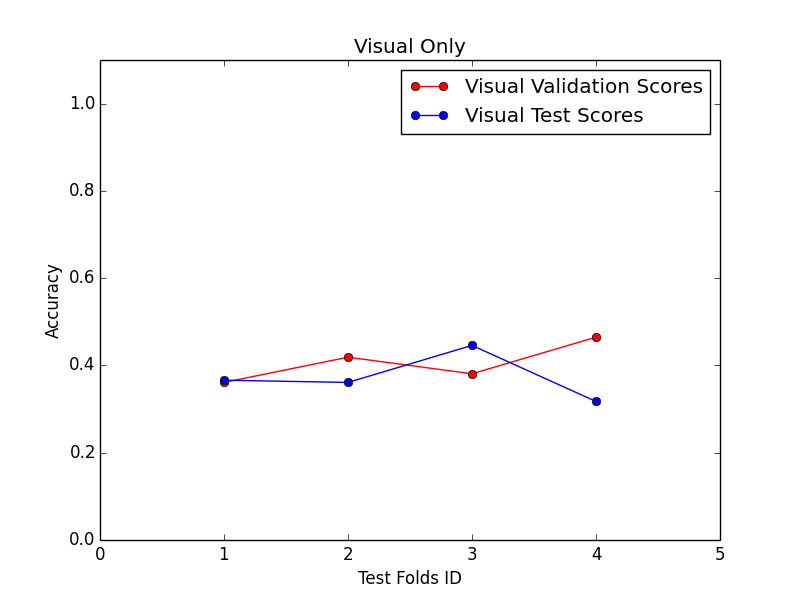 Visual Only
Visual Validation Scores
Visual Test Scores
1.0
0.8
0.6
0.4
0.2
0.0
Accuracy
0 1 2 3 4 5
Test Folds ID